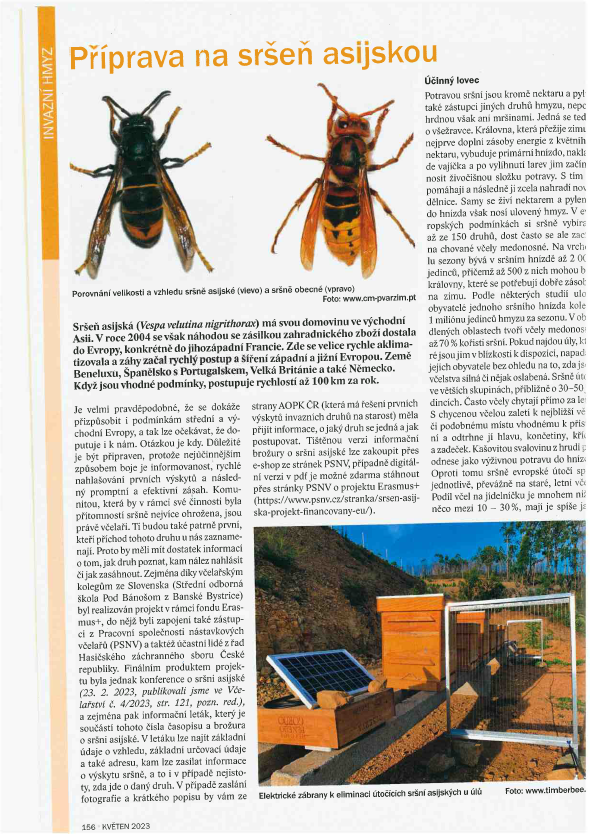 INVAZNÍ HMYZ
Příprava na sršeň asijskou
Porovnání velikosti a vzhledu sršně asijské (vlevo) a sršně obecné (vpravo)
Foto: www.cm-pvarzim.pt
Sršeň asijská (Vespa velutina nigrithorax) má svou domovinu ve východní
Asii. V roce 2004 se však náhodou se zásilkou zahradnického zboží dostala
do Evropy, konkrétně do jihozápadní Francie. Zde se velice rychle aklima-
tizovala a záhy začal rychlý postup a šíření západní a jižní Evropou. Země
Beneluxu, Španělsko s Portugalskem, Velká Británie a také Německo.
Když jsou vhodné podmínky, postupuje rychlostí až 100 km za rok.
Je velmi pravděpodobné, že se dokáže
přizpůsobit i podmínkám střední a vý-
chodní Evropy, a tak lze očekávat, že do-
putuje i k nám. Otázkou je kdy. Důležité
je být připraven, protože nejúčinnějším
způsobem boje je informovanost, rychlé
nahlašování prvních výskytů a násled-
ný promptní a efektivní zásah. Komu-
nitou, která by v rámci své činnosti byla
přítomností sršně nejvíce ohrožena, jsou
právě včelaři. Ti budou také patrně první,
kteří příchod tohoto druhu u nás zazname-
nají. Proto by měli mít dostatek informací
o tom, jak druh poznat, kam nález nahlásit
či jak zasáhnout. Zejména díky včelařským
kolegům ze Slovenska (Střední odborná
škola Pod Bánošom z Banské Bystrice)
byl realizován projekt v rámci fondu Eras-
mus+, do nějž byli zapojeni také zástup-
ci z Pracovní společnosti nástavkových
včelařů (PSNV) a taktéž účastní lidé z řad
Hasičského záchranného sboru České
republiky. Finálním produktem projek-
tu byla jednak konference o sršni asijské
(23. 2. 2023, publikovali jsme ve Vče-
lařství č. 4/2023, str. 121, pozn. red.),
a zejména pak informační leták, který je
součástí tohoto čísla časopisu a brožura
o sršni asijské. V letáku lze najít základní
údaje o vzhledu, základní určovací údaje
a také adresu, kam lze zasílat informace
o výskytu sršně, a to i v případě nejisto-
ty, zda jde o daný druh. V případě zaslání
fotografie a krátkého popisu by vám ze
strany AOPK ČR (která má řešení prvních
výskytů invazních druhů na starost) měla
přijít informace, o jaký druh se jedná a jak
postupovat. Tištěnou verzi informační
brožury o sršni asijské lze zakoupit přes
e-shop ze stránek PSNV, případně digitál-
ní verzi v pdf je možné zdarma stáhnout
přes stránky PSNV o projektu Erasmus+
(https://www.psnv.cz/stranka/srsen-asij-
ska-projekt-financovany-eu/).
Účinný lovec
Potravou sršní jsou kromě nektaru a pyl
také zástupci jiných druhů hmyzu, nepo
hrdnou však ani mršinami. Jedná se ted
o všežravce. Královna, která přežije zimu
nejprve doplní zásoby energie z květníh
nektaru, vybuduje primární hnízdo, nakla
de vajíčka a po vylíhnutí larev jim začín
nosit živočišnou složku potravy. S tím
pomáhají a následně ji zcela nahradí nov
dělnice. Samy se živí nektarem a pylem
do hnízda však nosí ulovený hmyz. V ev
ropských podmínkách si sršně vybíra
až ze 150 druhů, dost často se ale zac
na chované včely medonosné. Na vrcho
lu sezony bývá v sršním hnízdě až 2 00
jedinců, přičemž až 500 z nich mohou b
královny, které se potřebují dobře zásob
na zimu. Podle některých studií ulo
obyvatelé jednoho sršního hnízda kole
1 miliónu jedinců hmyzu za sezonu. V ob
dlených oblastech tvoří včely medonos
až 70 % kořisti sršní. Pokud najdou úly, k
ré jsou jim v blízkosti k dispozici, napad
jejich obyvatele bez ohledu na to, zda js
včelstva silná či nějak oslabená. Sršně úto
ve větších skupinách, přibližně o 30–50
dincích. Často včely chytají přímo za le
S chycenou včelou zaletí k nejbližší vě
či podobnému místu vhodnému k přis
ní a odtrhne jí hlavu, končetiny, kříd
a zadeček. Kašovitou svalovinu z hrudi p
odnese jako výživnou potravu do hníz
Oproti tomu sršně evropské útočí sp
jednotlivě, převážně na staré, letní vče
Podíl včel na jídelníčku je mnohem niž
něco mezi 10 – 30%, mají je spíše ja
Elektrické zábrany k eliminaci útočících sršní asijských u úlů
Foto: www.timberbee.
156 · KVĚTEN 2023